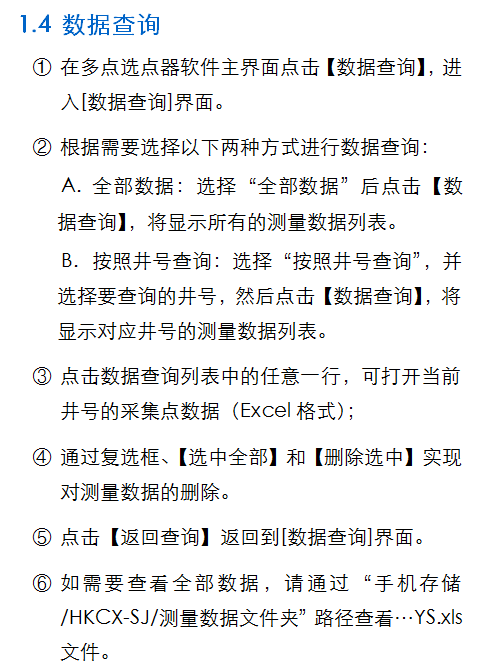 1.4 数据查询
① 在多点选点器软件主界面点击【数据查询】，进
入[数据查询]界面。
② 根据需要选择以下两种方式进行数据查询：
A. 全部数据：选择“全部数据”后点击【数
据查询】，将显示所有的测量数据列表。
B. 按照井号查询：选择“按照井号查询”，并
选择要查询的井号，然后点击【数据查询】，将
显示对应井号的测量数据列表。
③ 点击数据查询列表中的任意一行，可打开当前
井号的采集点数据（Excel 格式）；
④ 通过复选框、【选中全部】和【删除选中】实现
对测量数据的删除。
⑤ 点击【返回查询】返回到[数据查询]界面。
⑥ 如需要查看全部数据，请通过“手机存储
/HKCX-SJ/测量数据文件夹”路径查看…YS.xls
文件。